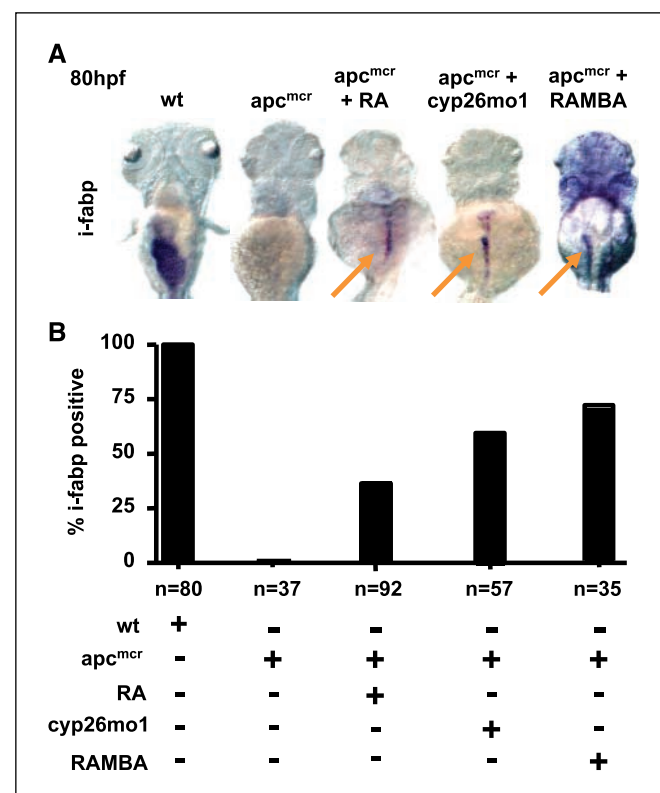 A
80hpf
wt
apcmcr
apcmcr + RA
apcmcr + cyp26mo1
apcmcr + RAMBA
i-fabp
B
% i-fabp positive
100
75
50
25
0
n=80 n=37 n=92 n=57 n=35
wt + - - - -
apcmcr - + + + +
RA - - + - -
cyp26mo1 - - - + -
RAMBA - - - - +